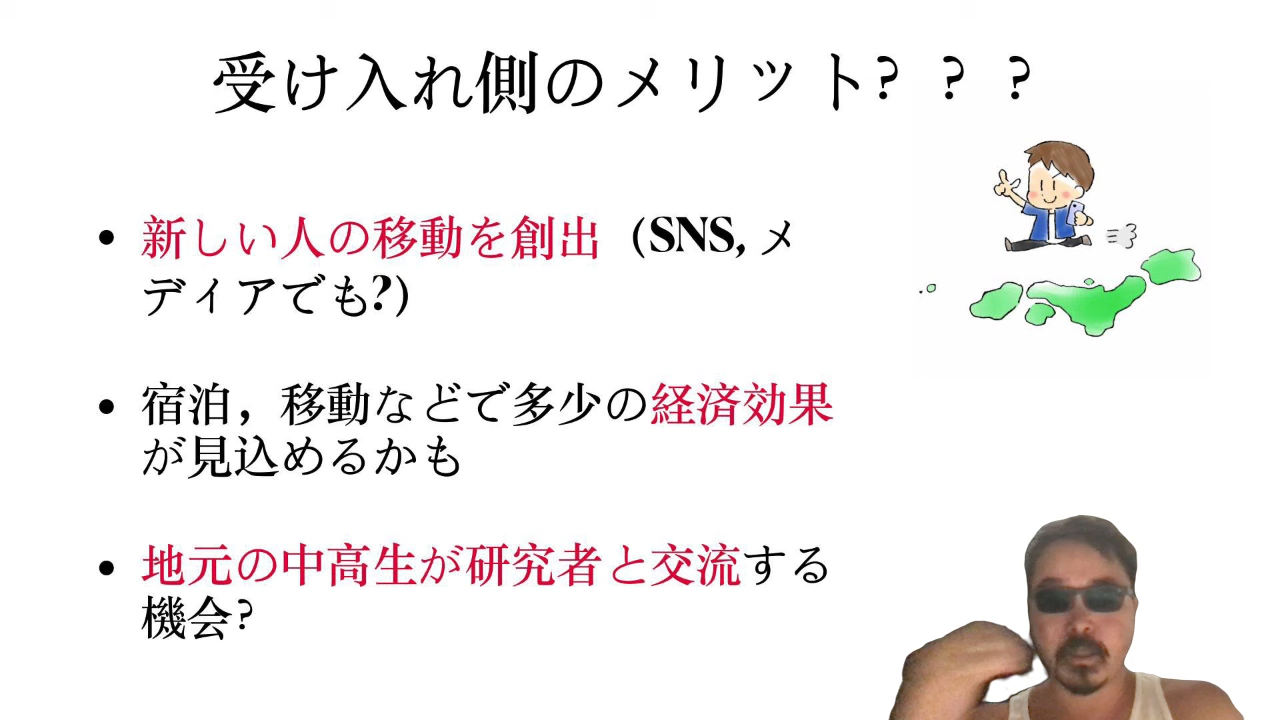 受け入れ側のメリット？？？
• 新しい人の移動を創出（SNS, メ
ディアでも?）
• 宿泊，移動などで多少の経済効果
が見込めるかも
• 地元の中高生が研究者と交流する
機会?